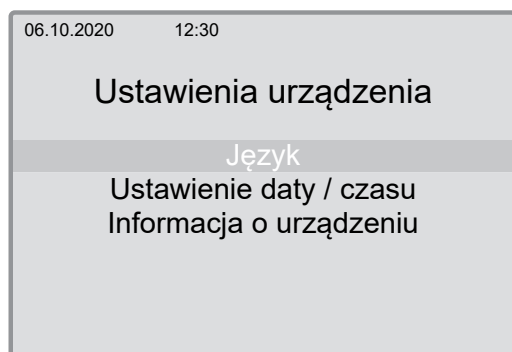 06.10.2020 12:30
Ustawienia urządzenia
Język
Ustawienie daty / czasu
Informacja o urządzeniu